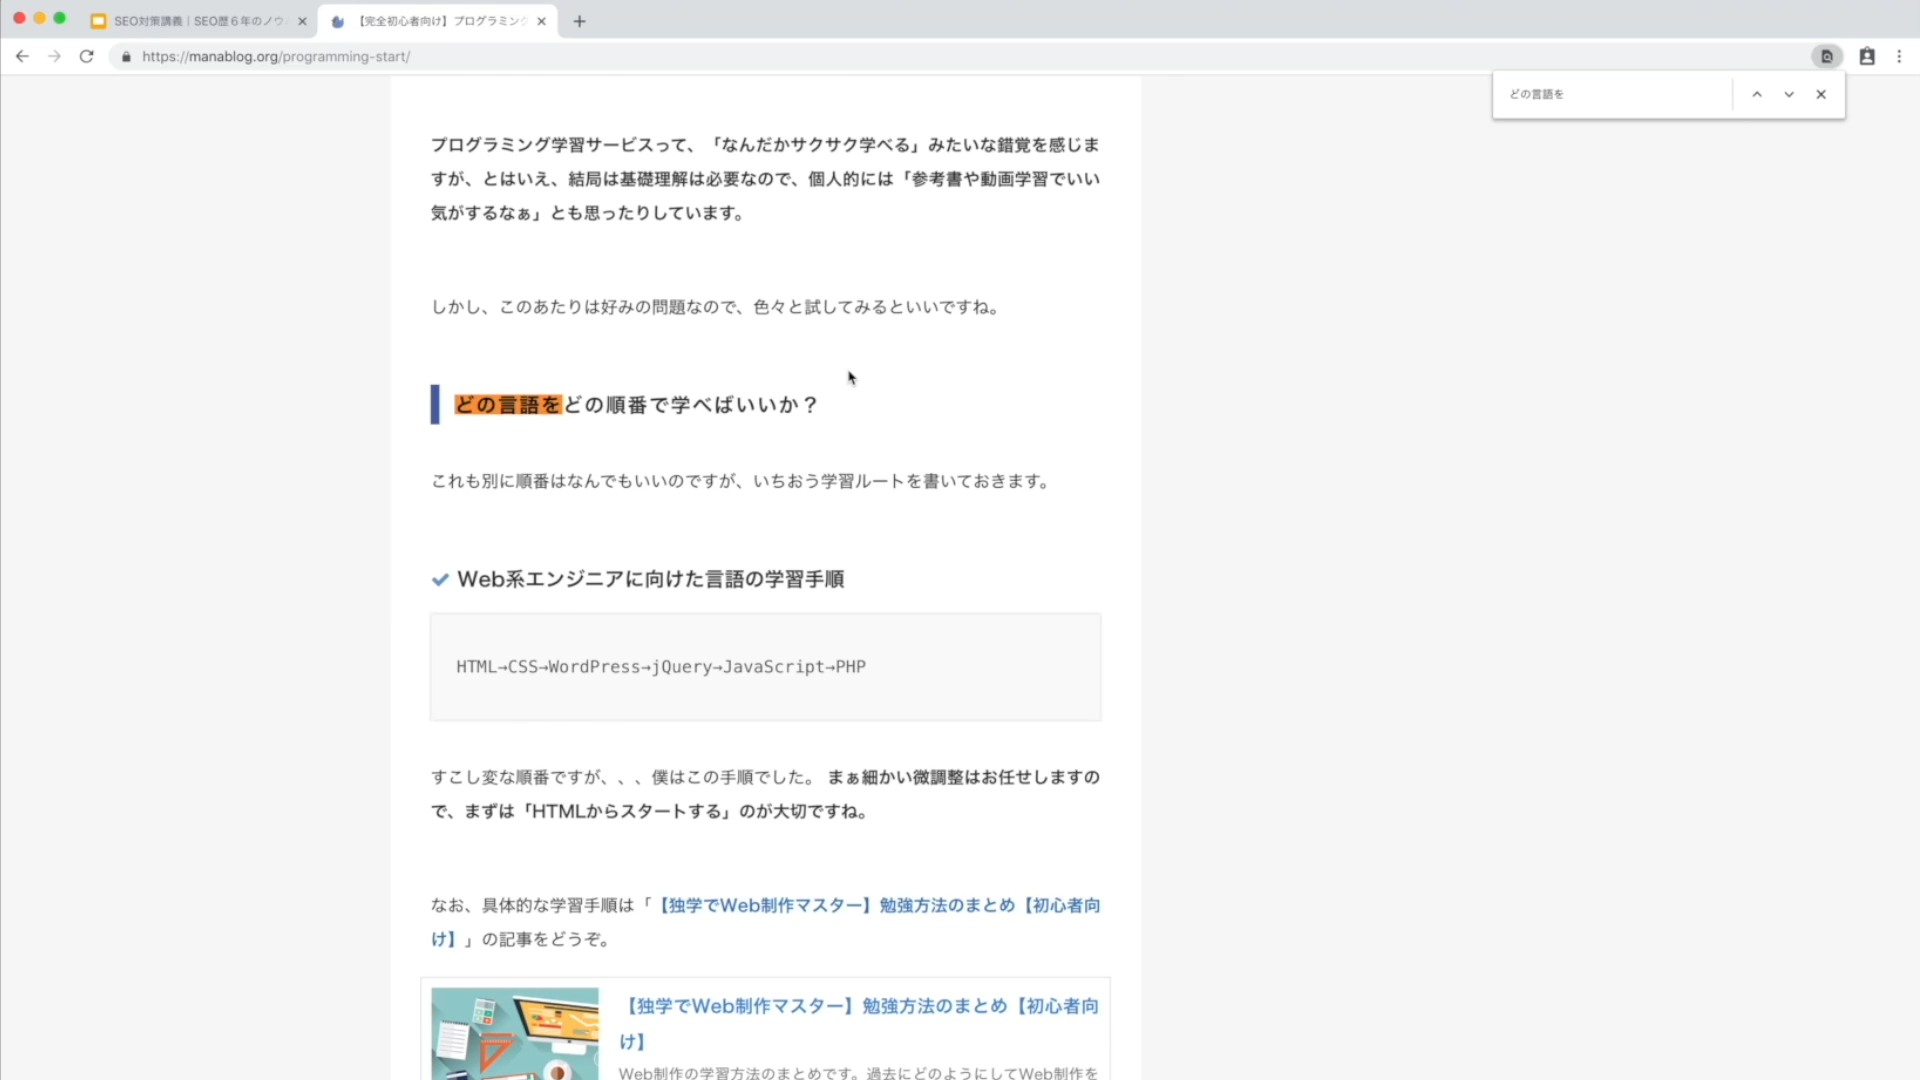 SEO対策講義｜SEO歴６年のノウ
【完全初心者向け】プログラミング
https://manablog.org/programming-start/
どの言語を
プログラミング学習サービスって、「なんだかサクサク学べる」みたいな錯覚を感じま
すが、とはいえ、結局は基礎理解は必要なので、個人的には「参考書や動画学習でいい
気がするなぁ」とも思ったりしています。
しかし、このあたりは好みの問題なので、色々と試してみるといいですね。
どの言語をどの順番で学べばいいか？
これも別に順番はなんでもいいのですが、いちおう学習ルートを書いておきます。
Web系エンジニアに向けた言語の学習手順
HTML→CSS→WordPress→jQuery→JavaScript→PHP
すこし変な順番ですが、、、僕はこの手順でした。 まぁ細かい微調整はお任せしますの
で、まずは「HTMLからスタートする」のが大切ですね。
なお、具体的な学習手順は「【独学でWeb制作マスター】勉強方法のまとめ【初心者向
け】」の記事をどうぞ。
【独学でWeb制作マスター】勉強方法のまとめ【初心者向
け】
Web制作の学習方法のまとめです。過去にどのようにしてWeb制作を